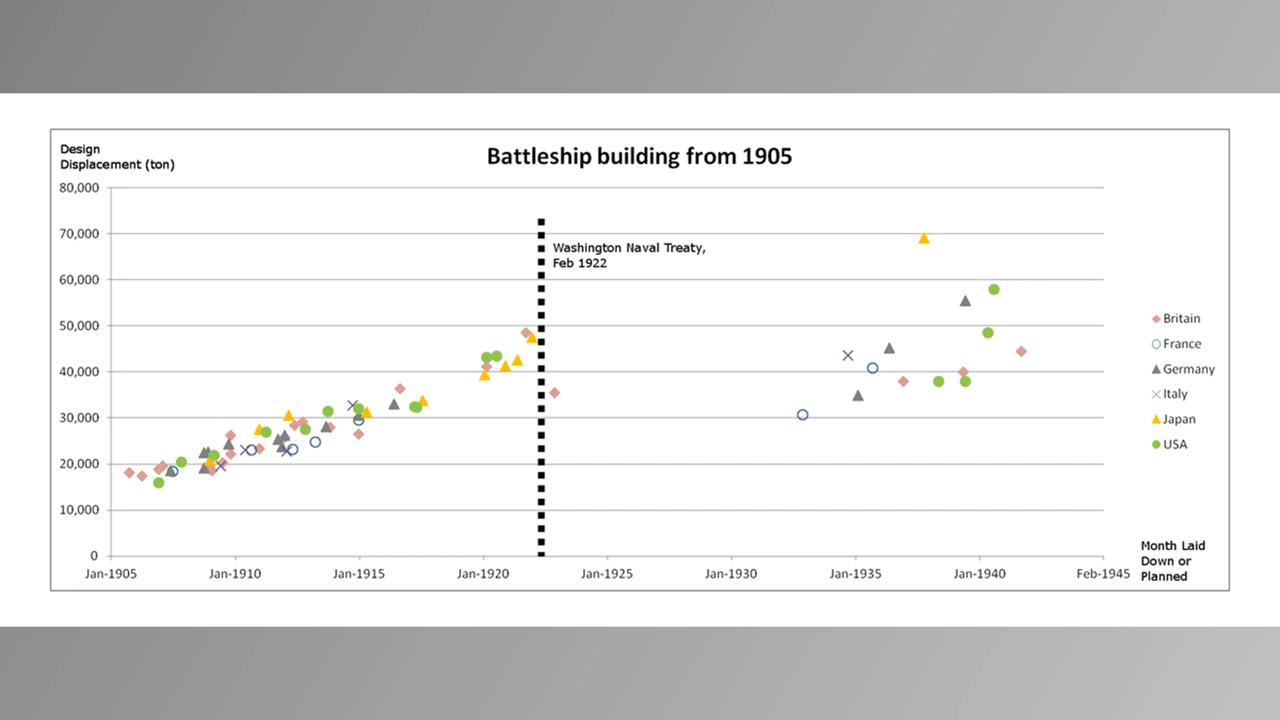 Design
Displacement (ton)
Battleship building from 1905
80,000
70,000
60,000
50,000
40,000
30,000
20,000
10,000
0
Washington Naval Treaty,
Feb 1922
Jan-1905
Jan-1910
Jan-1915
Jan-1920
Jan-1925
Jan-1930
Jan-1935
Jan-1940
Feb-1945
Month Laid
Down or
Planned
Britain
France
Germany
Italy
Japan
USA